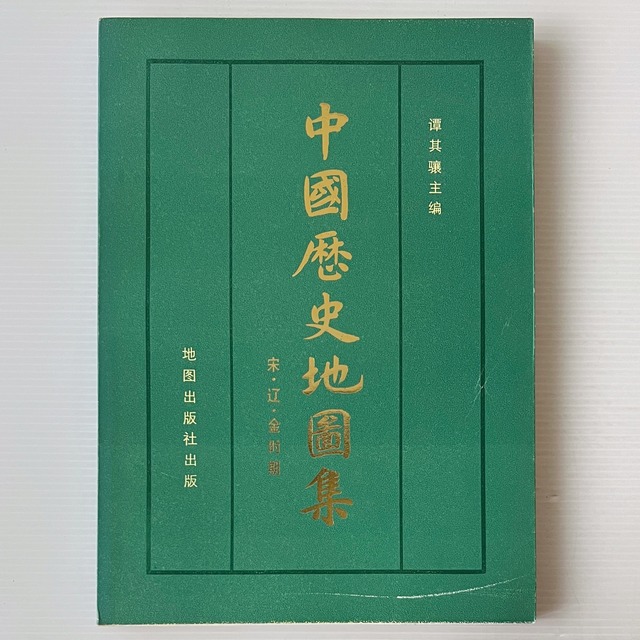 谭其骧主编
中國歷史地圖集
宋·辽·金时期
地图出版社出版